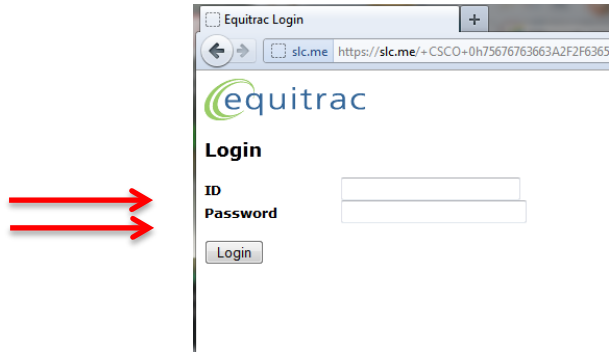 Equitrac Login
+
slc.me https://slc.me/+CSCO+0h75676763663A2F2F6365
equitrac
Login
ID
Password
Login